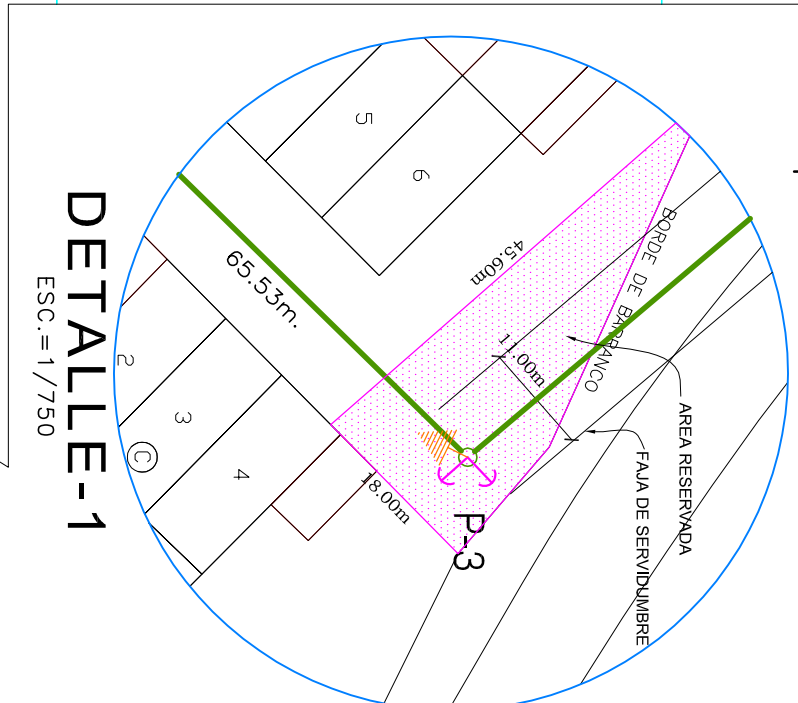 DETALLE-1
ESC.=1/750
5
6
65.53m.
45.60m
BORDE DE BARRANCO
11.00m
AREA RESERVADA
FAJA DE SERVIDUMBRE
18.00m
P-3
2
3
4
C